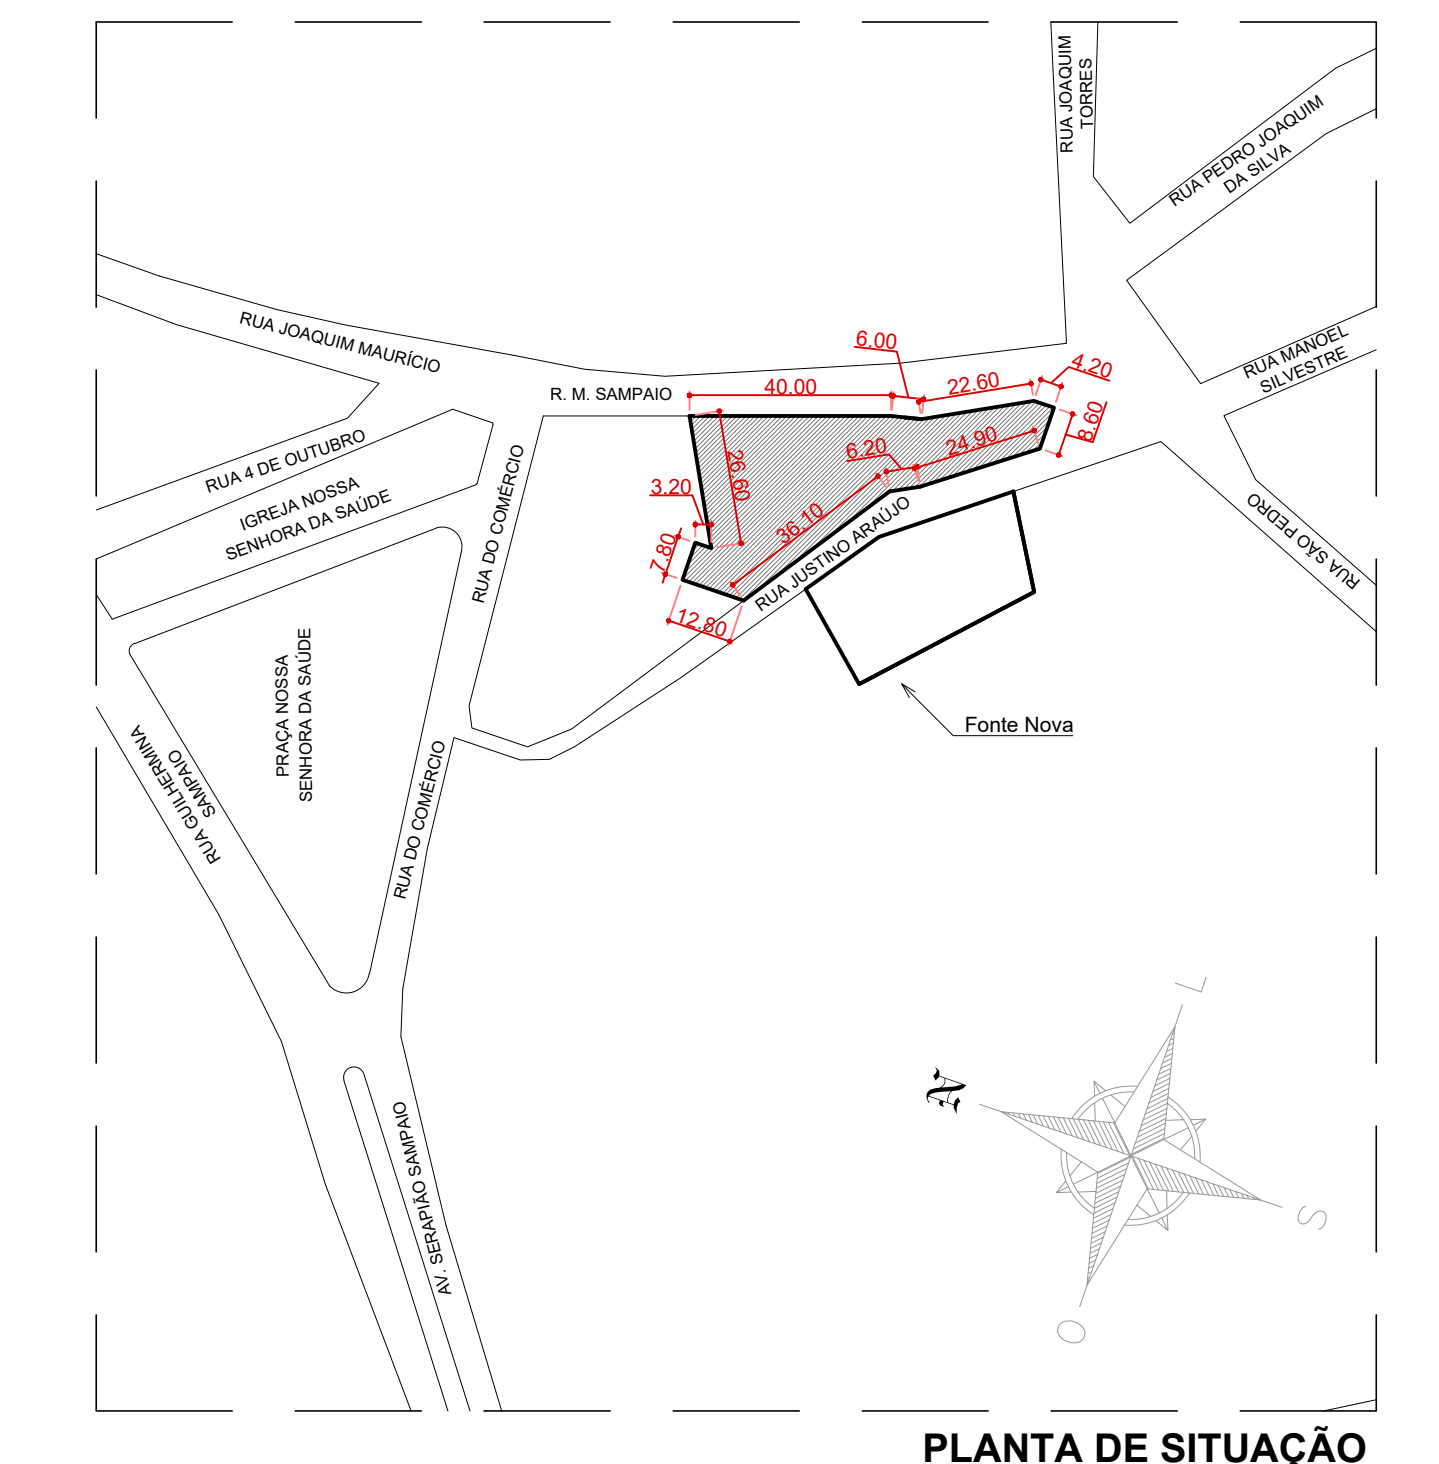 RUA JOAQUIM
TORRES
RUA PEDRO JOAQUIM
DA SILVA
RUA JOAQUIM MAURÍCIO
RUA MANOEL
SILVESTRE
6.00
4.20
R. M. SAMPAIO
40.00
22.60
8.60
RUA 4 DE OUTUBRO
IGREJA NOSSA
SENHORA DA SAÚDE
RUA DO COMÉRCIO
3.20
26.60
6.20
24.90
36.10
7.80
12.80
RUA JUSTINO ARAÚJO
RUA SÃO PEDRO
PRAÇA NOSSA
SENHORA DA SAÚDE
Fonte Nova
RUA GUILHERMINA
SAMPAIO
RUA DO COMÉRCIO
AV. SERAPIÃO SAMPAIO
L
N
S
O
PLANTA DE SITUAÇÃO